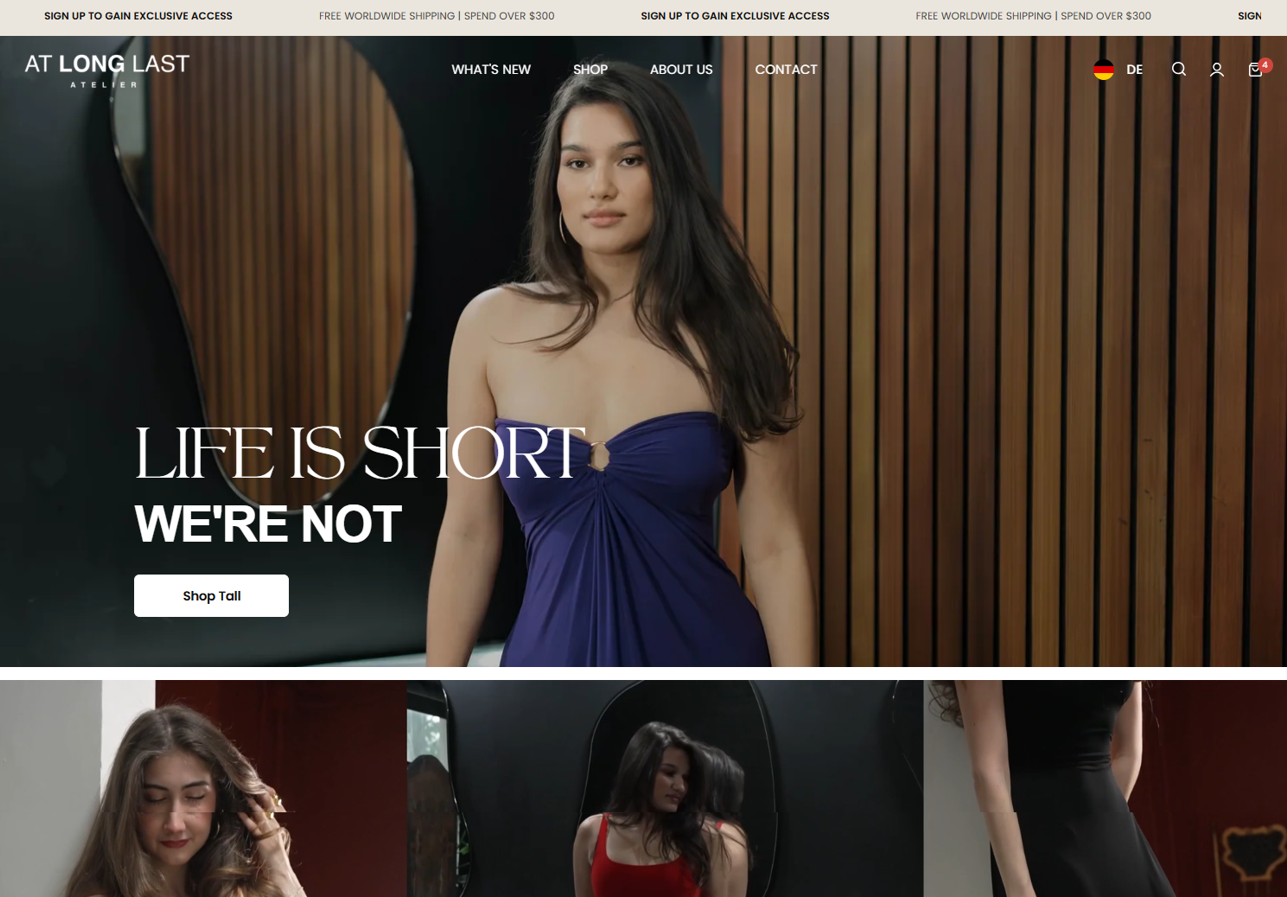 SIGN UP TO GAIN EXCLUSIVE ACCESS FREE WORLDWIDE SHIPPING | SPEND OVER $300 SIGN UP TO GAIN EXCLUSIVE ACCESS FREE WORLDWIDE SHIPPING | SPEND OVER $300 SIGN
AT LONG LAST
ATELIER
WHAT'S NEW SHOP ABOUT US CONTACT DE 4
LIFE IS SHORT
WE'RE NOT
Shop Tall